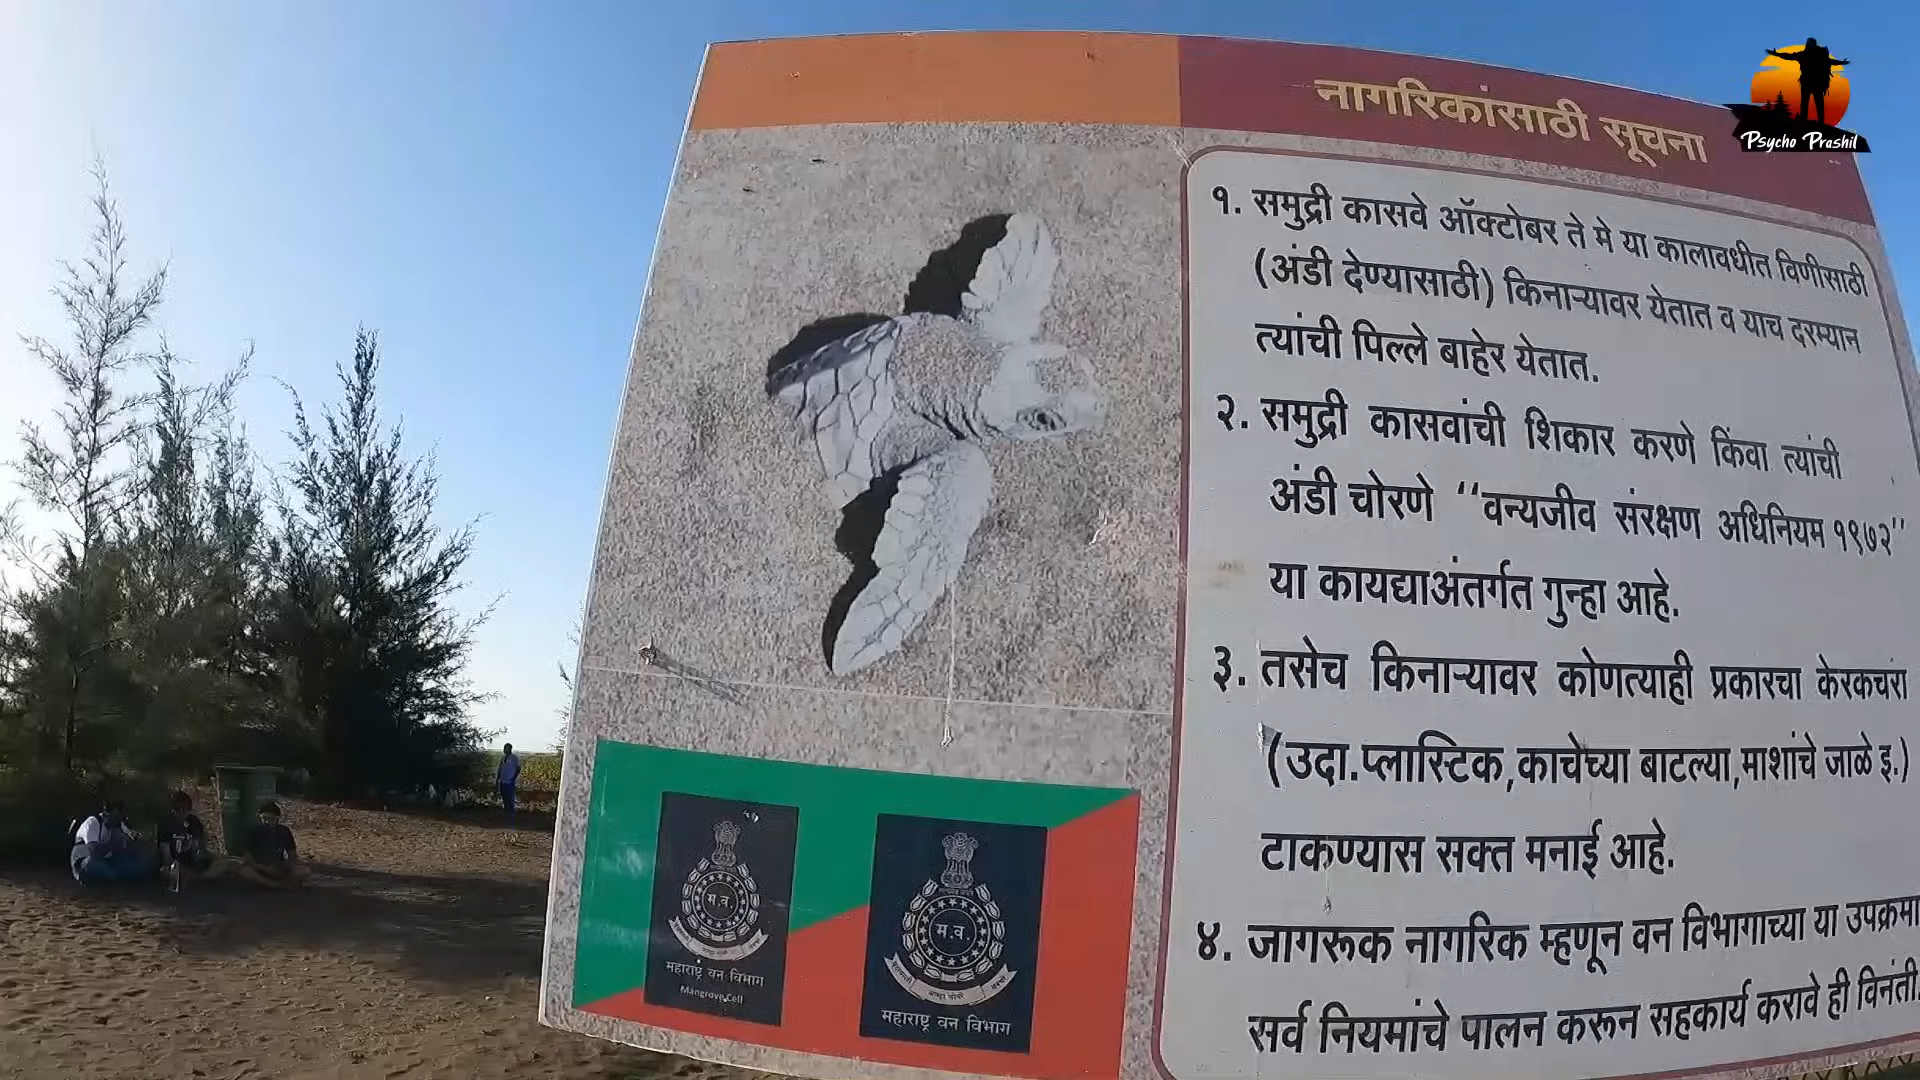 नागरिकांसाठी सूचना
Psycho Prashil
१. समुद्री कासवे ऑक्टोबर ते मे या कालावधीत विणीसाठी
(अंडी देण्यासाठी) किनाऱ्यावर येतात व याच दरम्यान
त्यांची पिल्ले बाहेर येतात.
२. समुद्री कासवांची शिकार करणे किंवा त्यांची
अंडी चोरणे “वन्यजीव संरक्षण अधिनियम १९७२”
या कायद्याअंतर्गत गुन्हा आहे.
३. तसेच किनाऱ्यावर कोणत्याही प्रकारचा केरकचरा
(उदा.प्लास्टिक,काचेच्या बाटल्या,माशांचे जाळे इ.)
टाकण्यास सक्त मनाई आहे.
४. जागरूक नागरिक म्हणून वन विभागाच्या या उपक्रमा
सर्व नियमांचे पालन करून सहकार्य करावे ही विनंती.
म.व.
महाराष्ट्र वन विभाग
Mangrove Cell
म.व.
महाराष्ट्र वन विभाग